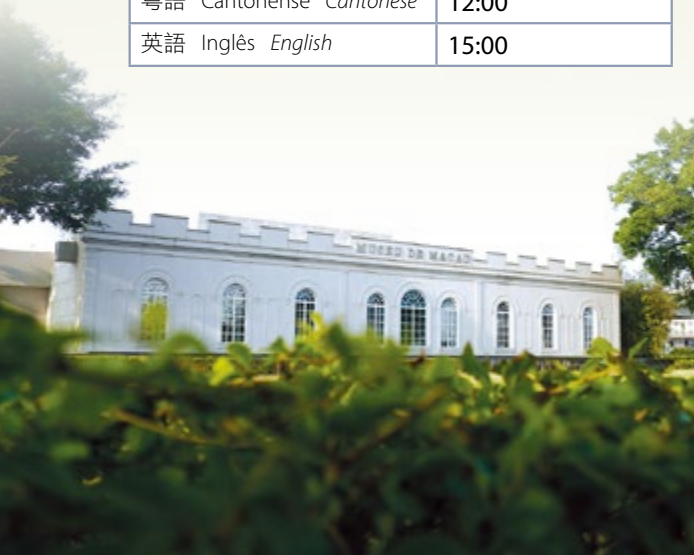 粵語 Cantonense Cantonese 12:00
英語 Inglês English 15:00
MUSEU DE MACAU